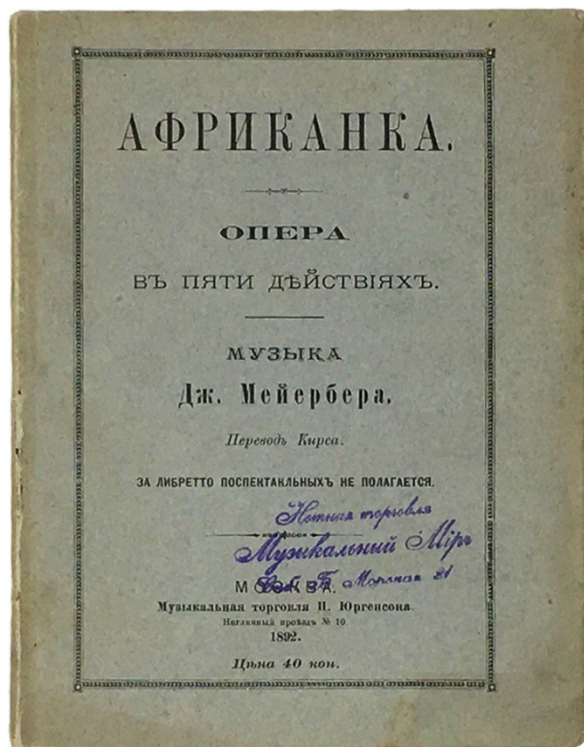 АФРИКАНКА.
ОПЕРА
ВЪ ПЯТИ ДѢЙСТВІЯХЪ.
МУЗЫКА
Дж. Мейербера.
Переводъ Кирса.
ЗА ЛИБРЕТТО ПОСПЕКТАКЛЬНЫХЪ НЕ ПОЛАГАЕТСЯ.
Нотная торговля
Музыкальный Міръ
Спб. Б. Морская 21
МОСКВА.
Музыкальная торговля П. Юргенсона
Неглинный проѣздъ № 10
1892.
Цѣна 40 коп.